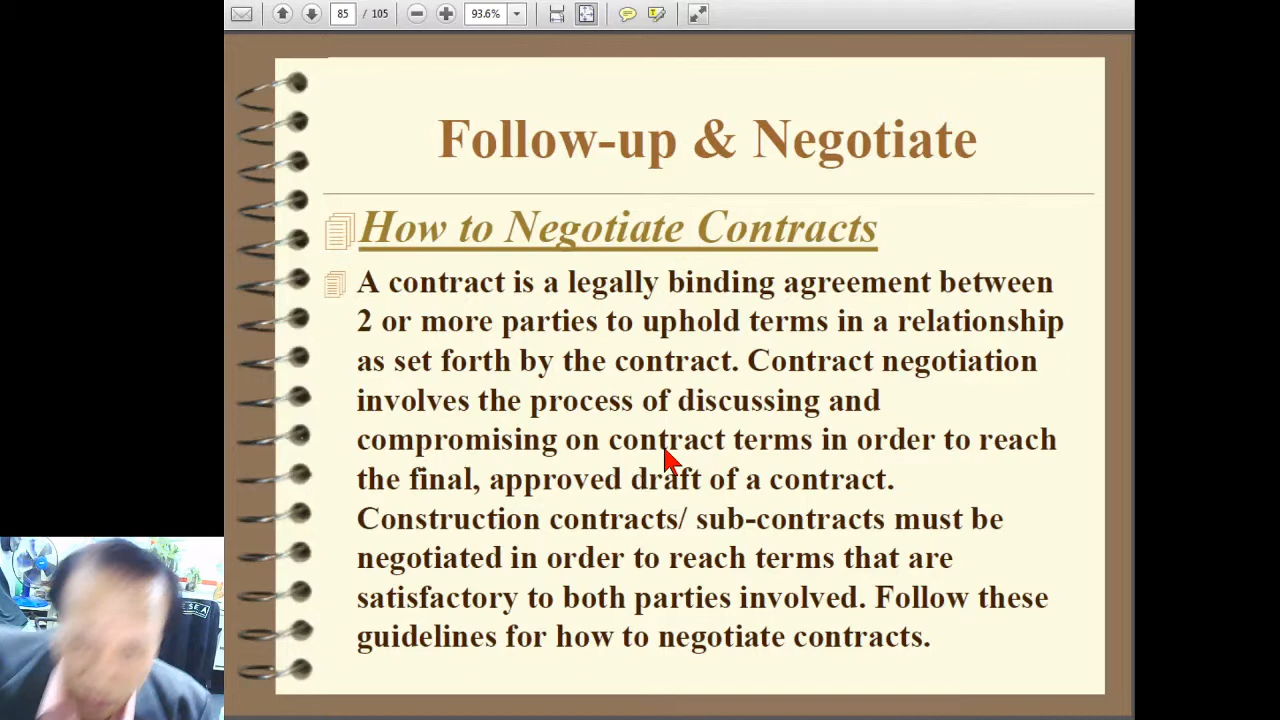 85 / 105 93.6%
Follow-up & Negotiate
How to Negotiate Contracts
A contract is a legally binding agreement between
2 or more parties to uphold terms in a relationship
as set forth by the contract. Contract negotiation
involves the process of discussing and
compromising on contract terms in order to reach
the final, approved draft of a contract.
Construction contracts/ sub-contracts must be
negotiated in order to reach terms that are
satisfactory to both parties involved. Follow these
guidelines for how to negotiate contracts.